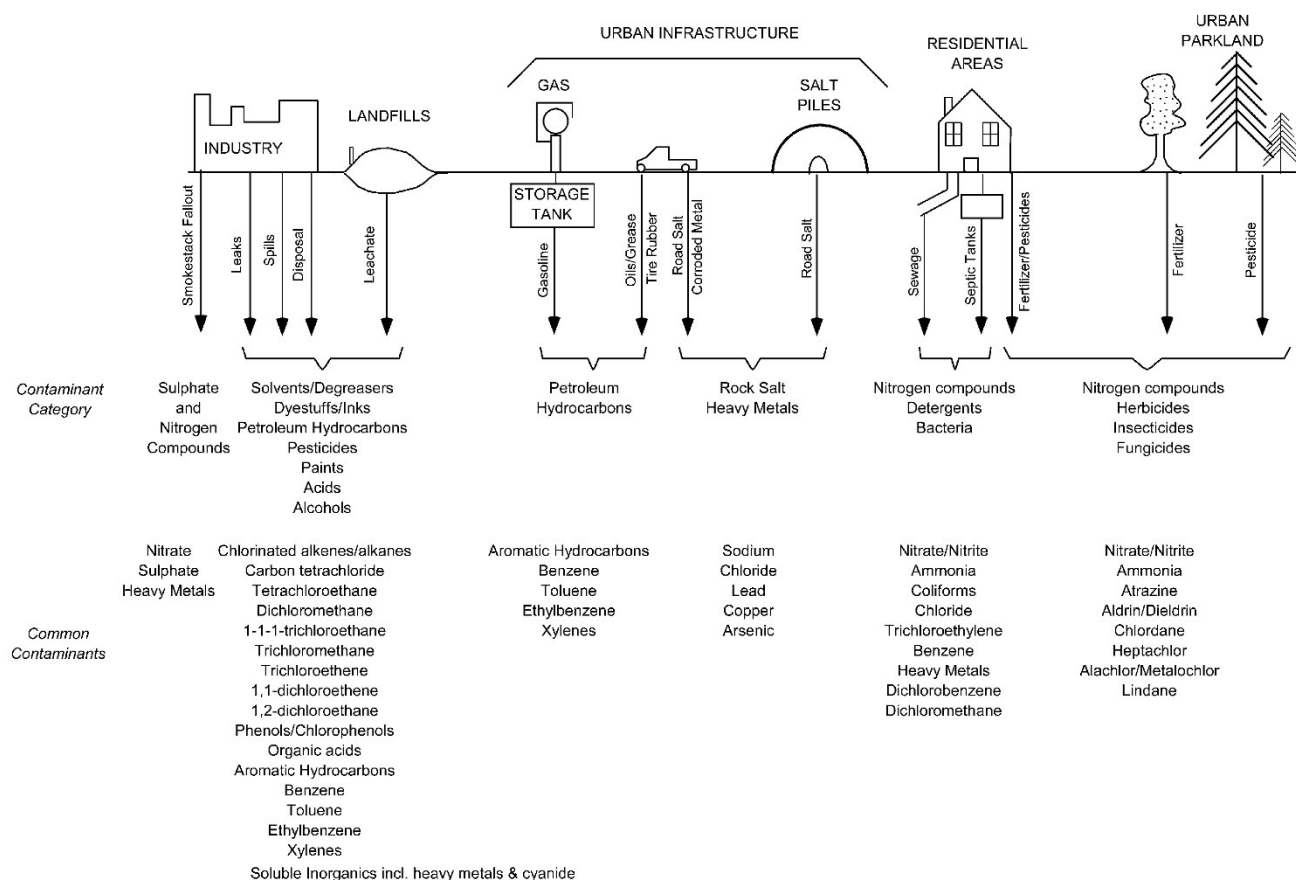 URBAN INFRASTRUCTURE
RESIDENTIAL
AREAS
URBAN
PARKLAND
GAS
SALT
PILES
LANDFILLS
INDUSTRY
STORAGE
TANK
Smokestack Fallout
Leaks
Spills
Disposal
Leachate
Gasoline
Oils/Grease
Tire Rubber
Road Salt
Corroded Metal
Road Salt
Sewage
Septic Tanks
Fertilizer/Pesticides
Fertilizer
Pesticide
Contaminant
Category
Sulphate
and
Nitrogen
Compounds
Solvents/Degreasers
Dyestuffs/Inks
Petroleum Hydrocarbons
Pesticides
Paints
Acids
Alcohols
Petroleum
Hydrocarbons
Rock Salt
Heavy Metals
Nitrogen compounds
Detergents
Bacteria
Nitrogen compounds
Herbicides
Insecticides
Fungicides
Common
Contaminants
Nitrate
Sulphate
Heavy Metals
Chlorinated alkenes/alkanes
Carbon tetrachloride
Tetrachloroethane
Dichloromethane
1-1-1-trichloroethane
Trichloromethane
Trichloroethene
1,1-dichloroethene
1,2-dichloroethane
Phenols/Chlorophenols
Organic acids
Aromatic Hydrocarbons
Benzene
Toluene
Ethylbenzene
Xylenes
Soluble Inorganics incl. heavy metals & cyanide
Aromatic Hydrocarbons
Benzene
Toluene
Ethylbenzene
Xylenes
Sodium
Chloride
Lead
Copper
Arsenic
Nitrate/Nitrite
Ammonia
Coliforms
Chloride
Trichloroethylene
Benzene
Heavy Metals
Dichlorobenzene
Dichloromethane
Nitrate/Nitrite
Ammonia
Atrazine
Aldrin/Dieldrin
Chlordane
Heptachlor
Alachlor/Metalochlor
Lindane